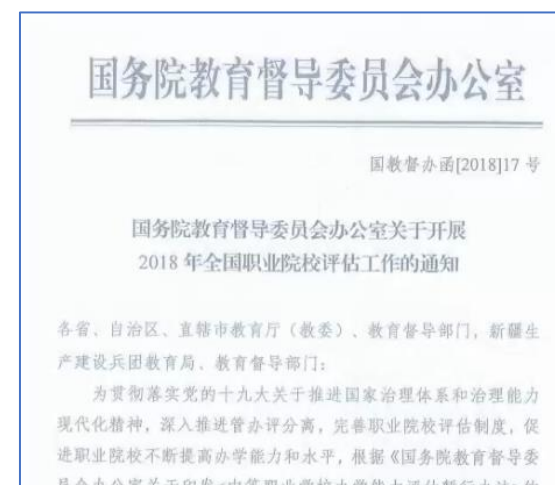 国务院教育督导委员会办公室
国教督办函[2018]17 号
国务院教育督导委员会办公室关于开展
2018 年全国职业院校评估工作的通知
各省、自治区、直辖市教育厅（教委）、教育督导部门，新疆生
产建设兵团教育局、教育督导部门：
为贯彻落实党的十九大关于推进国家治理体系和治理能力
现代化精神，深入推进管办评分离，完善职业院校评估制度，促
进职业院校不断提高办学能力和水平，根据《国务院教育督导委